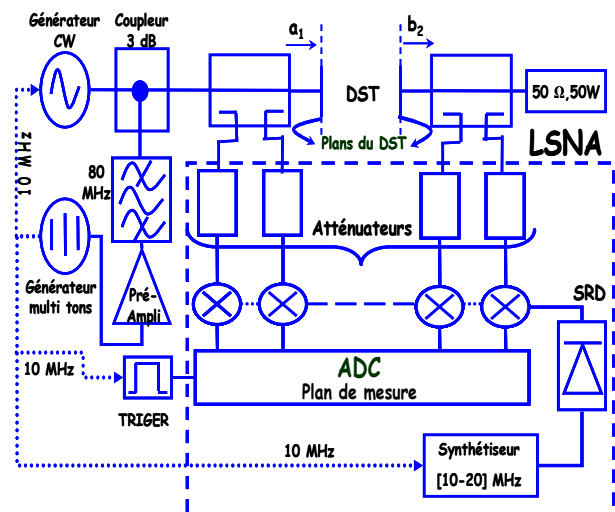 Générateur
CW
Coupleur
3 dB
a1
b2
DST
50 Ω,50W
Plans du DST
LSNA
10 MHz
80
MHz
Atténuateurs
Générateur
multi tons
Pré-
Ampli
SRD
10 MHz
TRIGER
ADC
Plan de mesure
10 MHz
Synthétiseur
[10-20] MHz